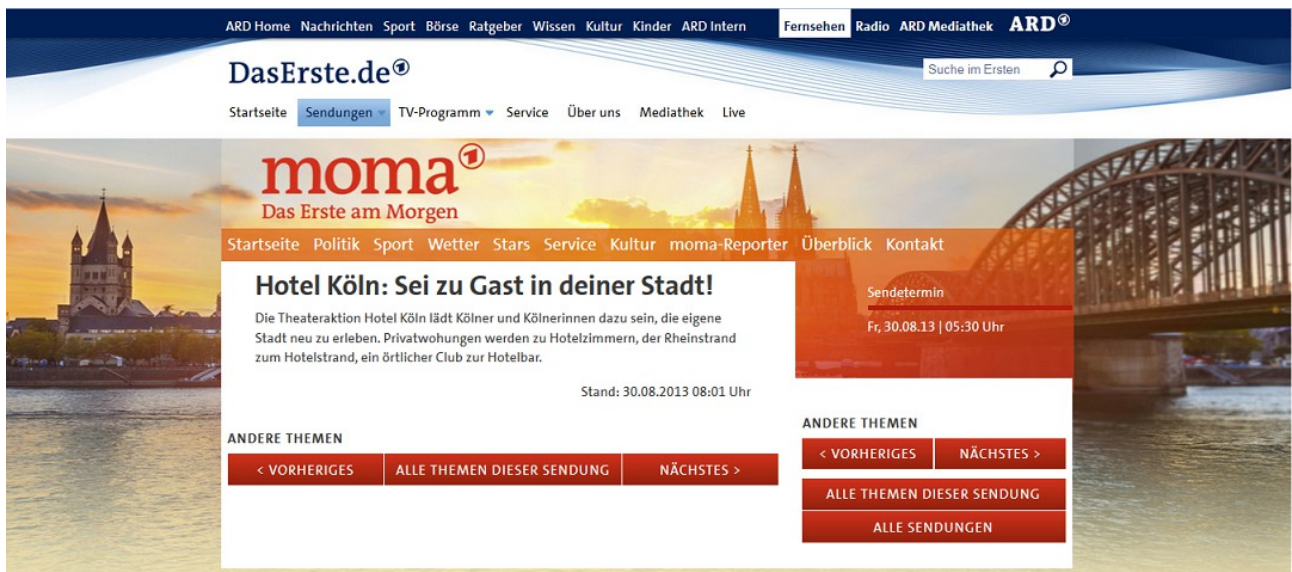 ARD Home Nachrichten Sport Börse Ratgeber Wissen Kultur Kinder ARD Intern Fernsehen Radio ARD Mediathek ARD®
DasErste.de
Suche im Ersten
Startseite Sendungen TV-Programm Service Über uns Mediathek Live
moma
Das Erste am Morgen
Startseite Politik Sport Wetter Stars Service Kultur moma-Reporter Überblick Kontakt
Hotel Köln: Sei zu Gast in deiner Stadt!
Die Theateraktion Hotel Köln lädt Kölner und Kölnerinnen dazu sein, die eigene
Stadt neu zu erleben. Privatwohungen werden zu Hotelzimmern, der Rheinstrand
zum Hotelstrand, ein örtlicher Club zur Hotelbar.
Stand: 30.08.2013 08:01 Uhr
ANDERE THEMEN
< VORHERIGES ALLE THEMEN DIESER SENDUNG NÄCHSTES >
Sendetermin
Fr, 30.08.13 | 05:30 Uhr
ANDERE THEMEN
< VORHERIGES NÄCHSTES >
ALLE THEMEN DIESER SENDUNG
ALLE SENDUNGEN